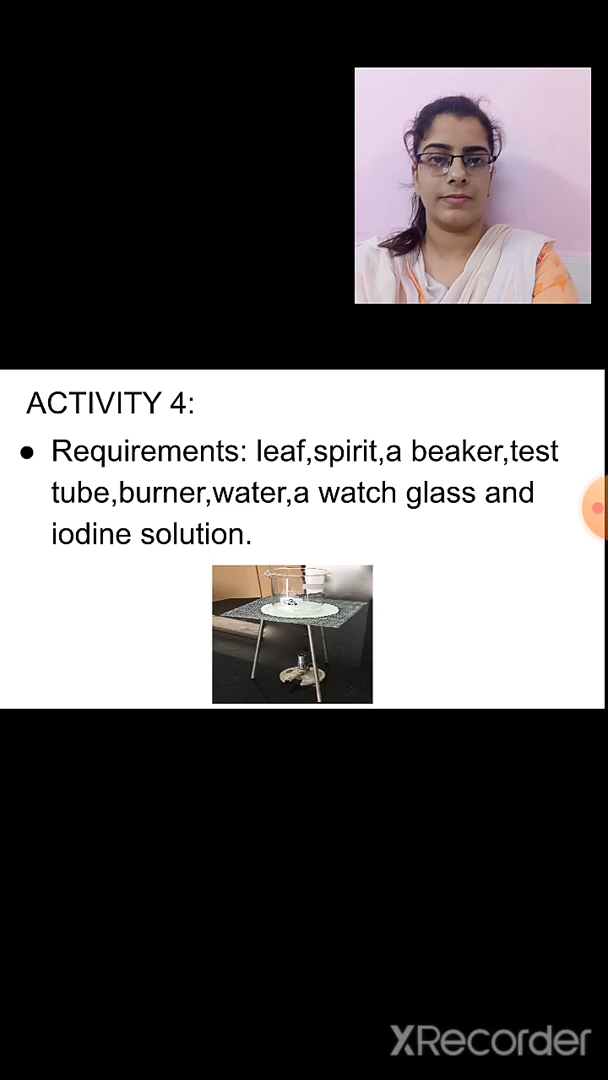 ACTIVITY 4:
● Requirements: leaf,spirit,a beaker,test
tube,burner,water,a watch glass and
iodine solution.
XRecorder